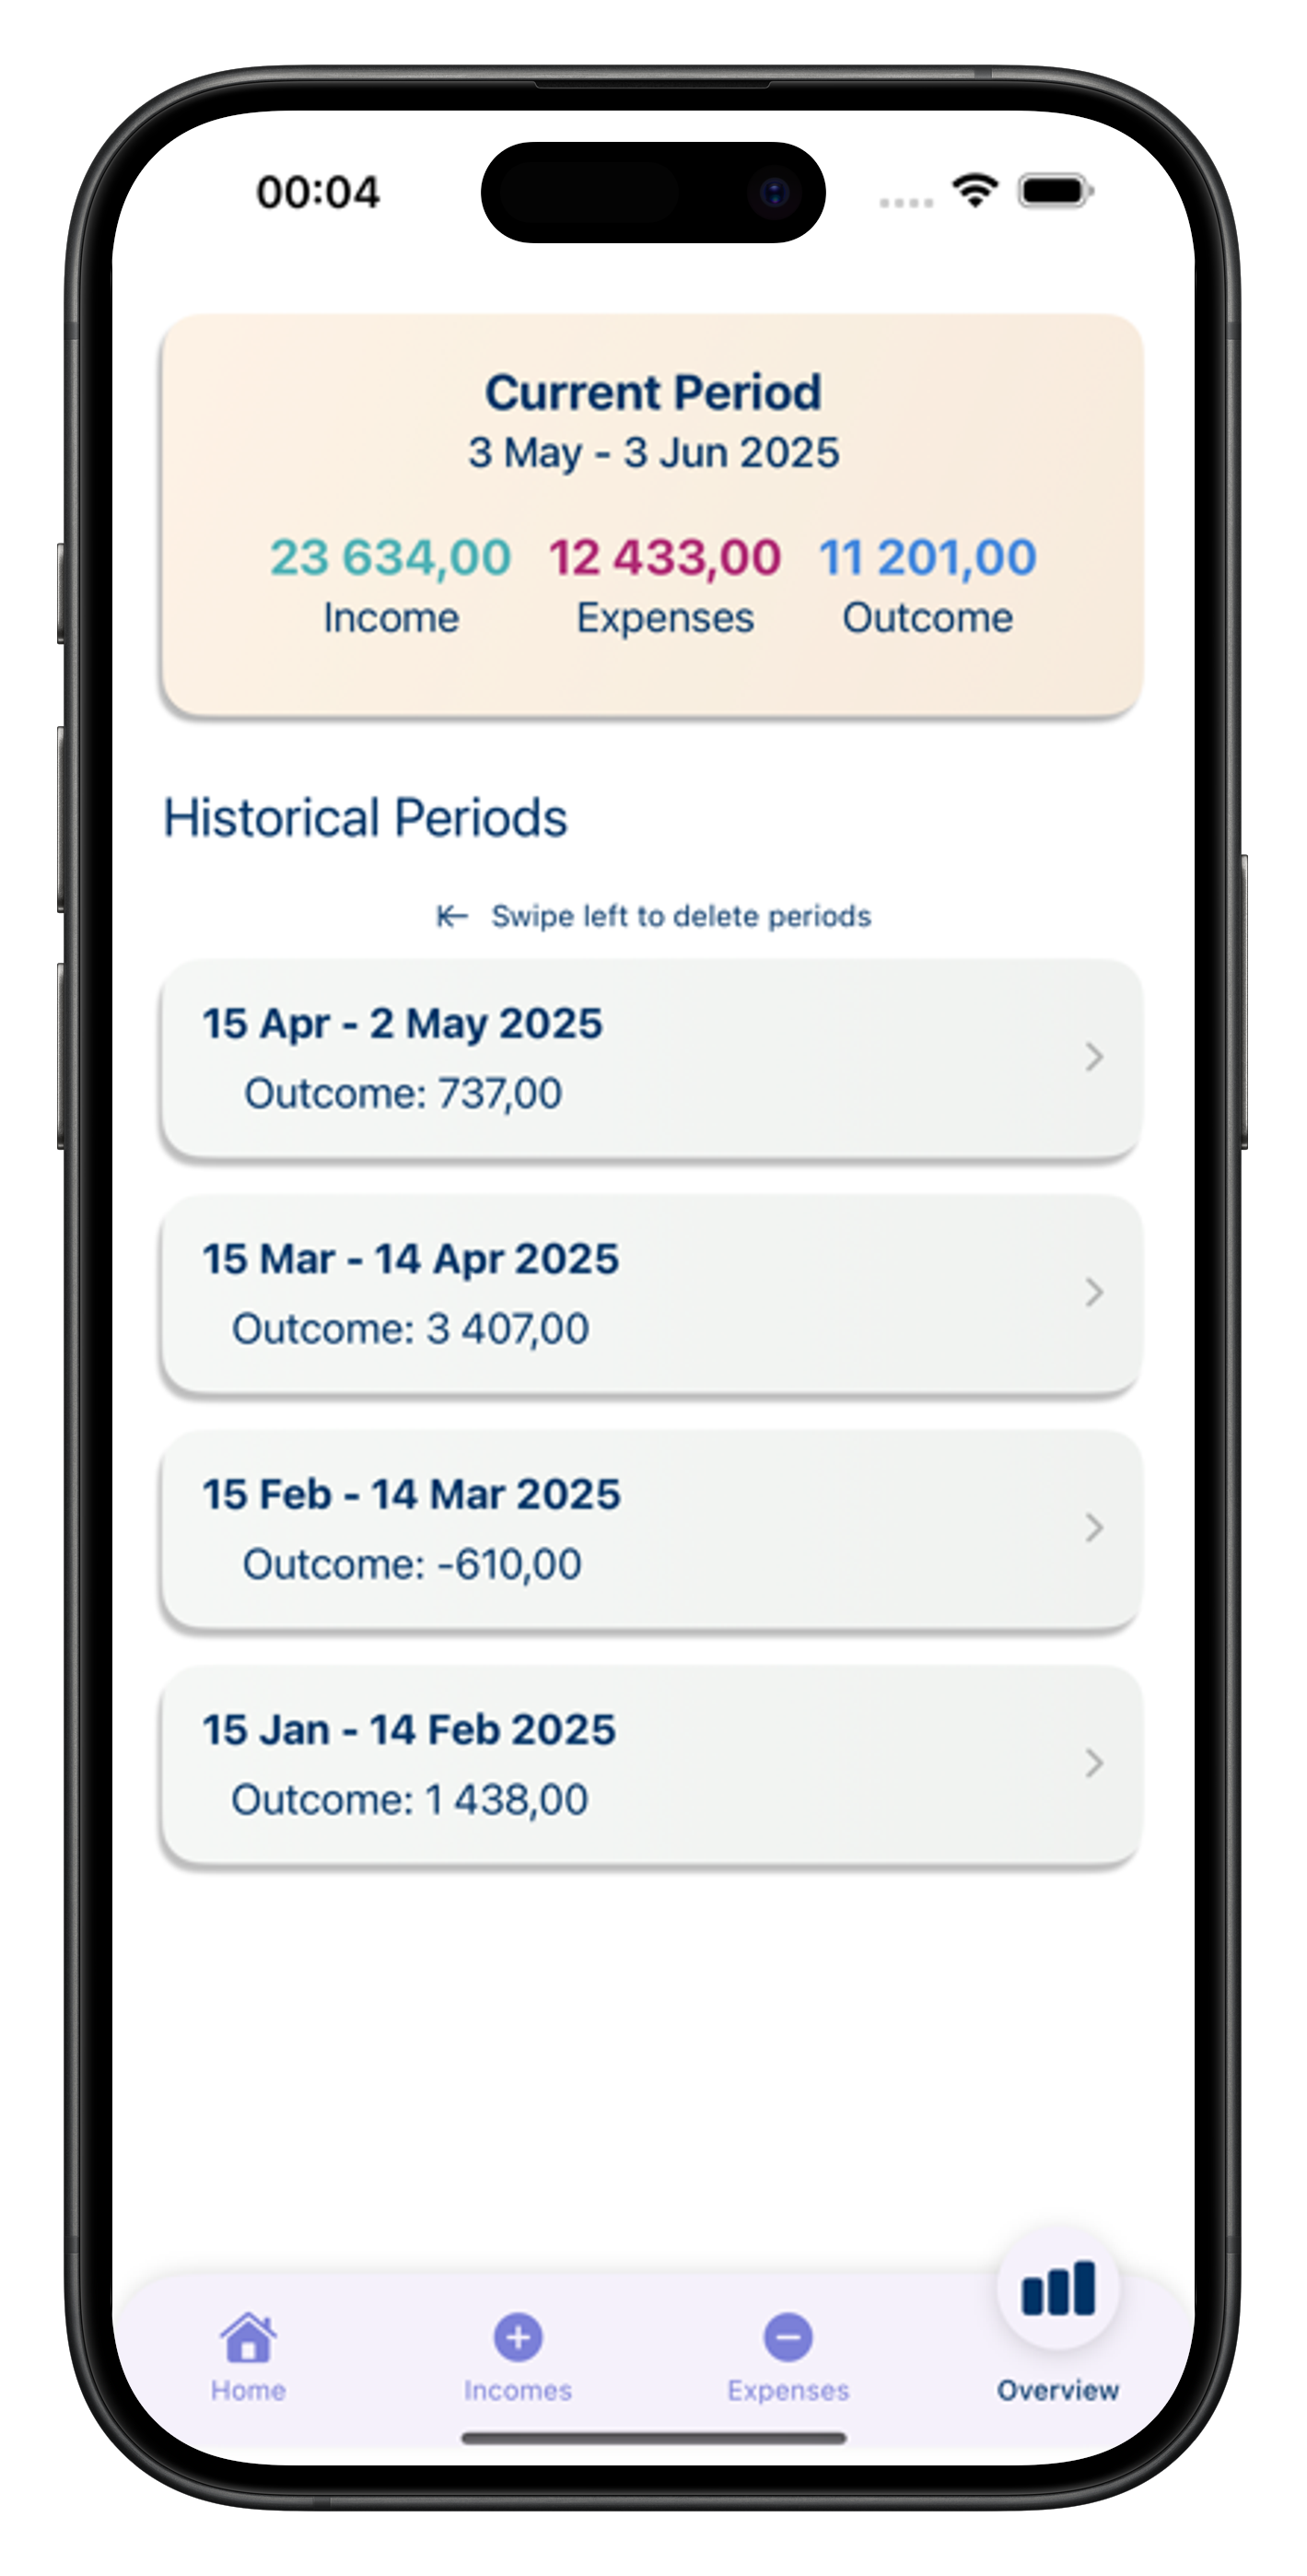 00:04
Current Period
3 May - 3 Jun 2025
23 634,00 12 433,00 11 201,00
Income Expenses Outcome
Historical Periods
Swipe left to delete periods
15 Apr - 2 May 2025
Outcome: 737,00
15 Mar - 14 Apr 2025
Outcome: 3 407,00
15 Feb - 14 Mar 2025
Outcome: -610,00
15 Jan - 14 Feb 2025
Outcome: 1 438,00
Home Incomes Expenses Overview